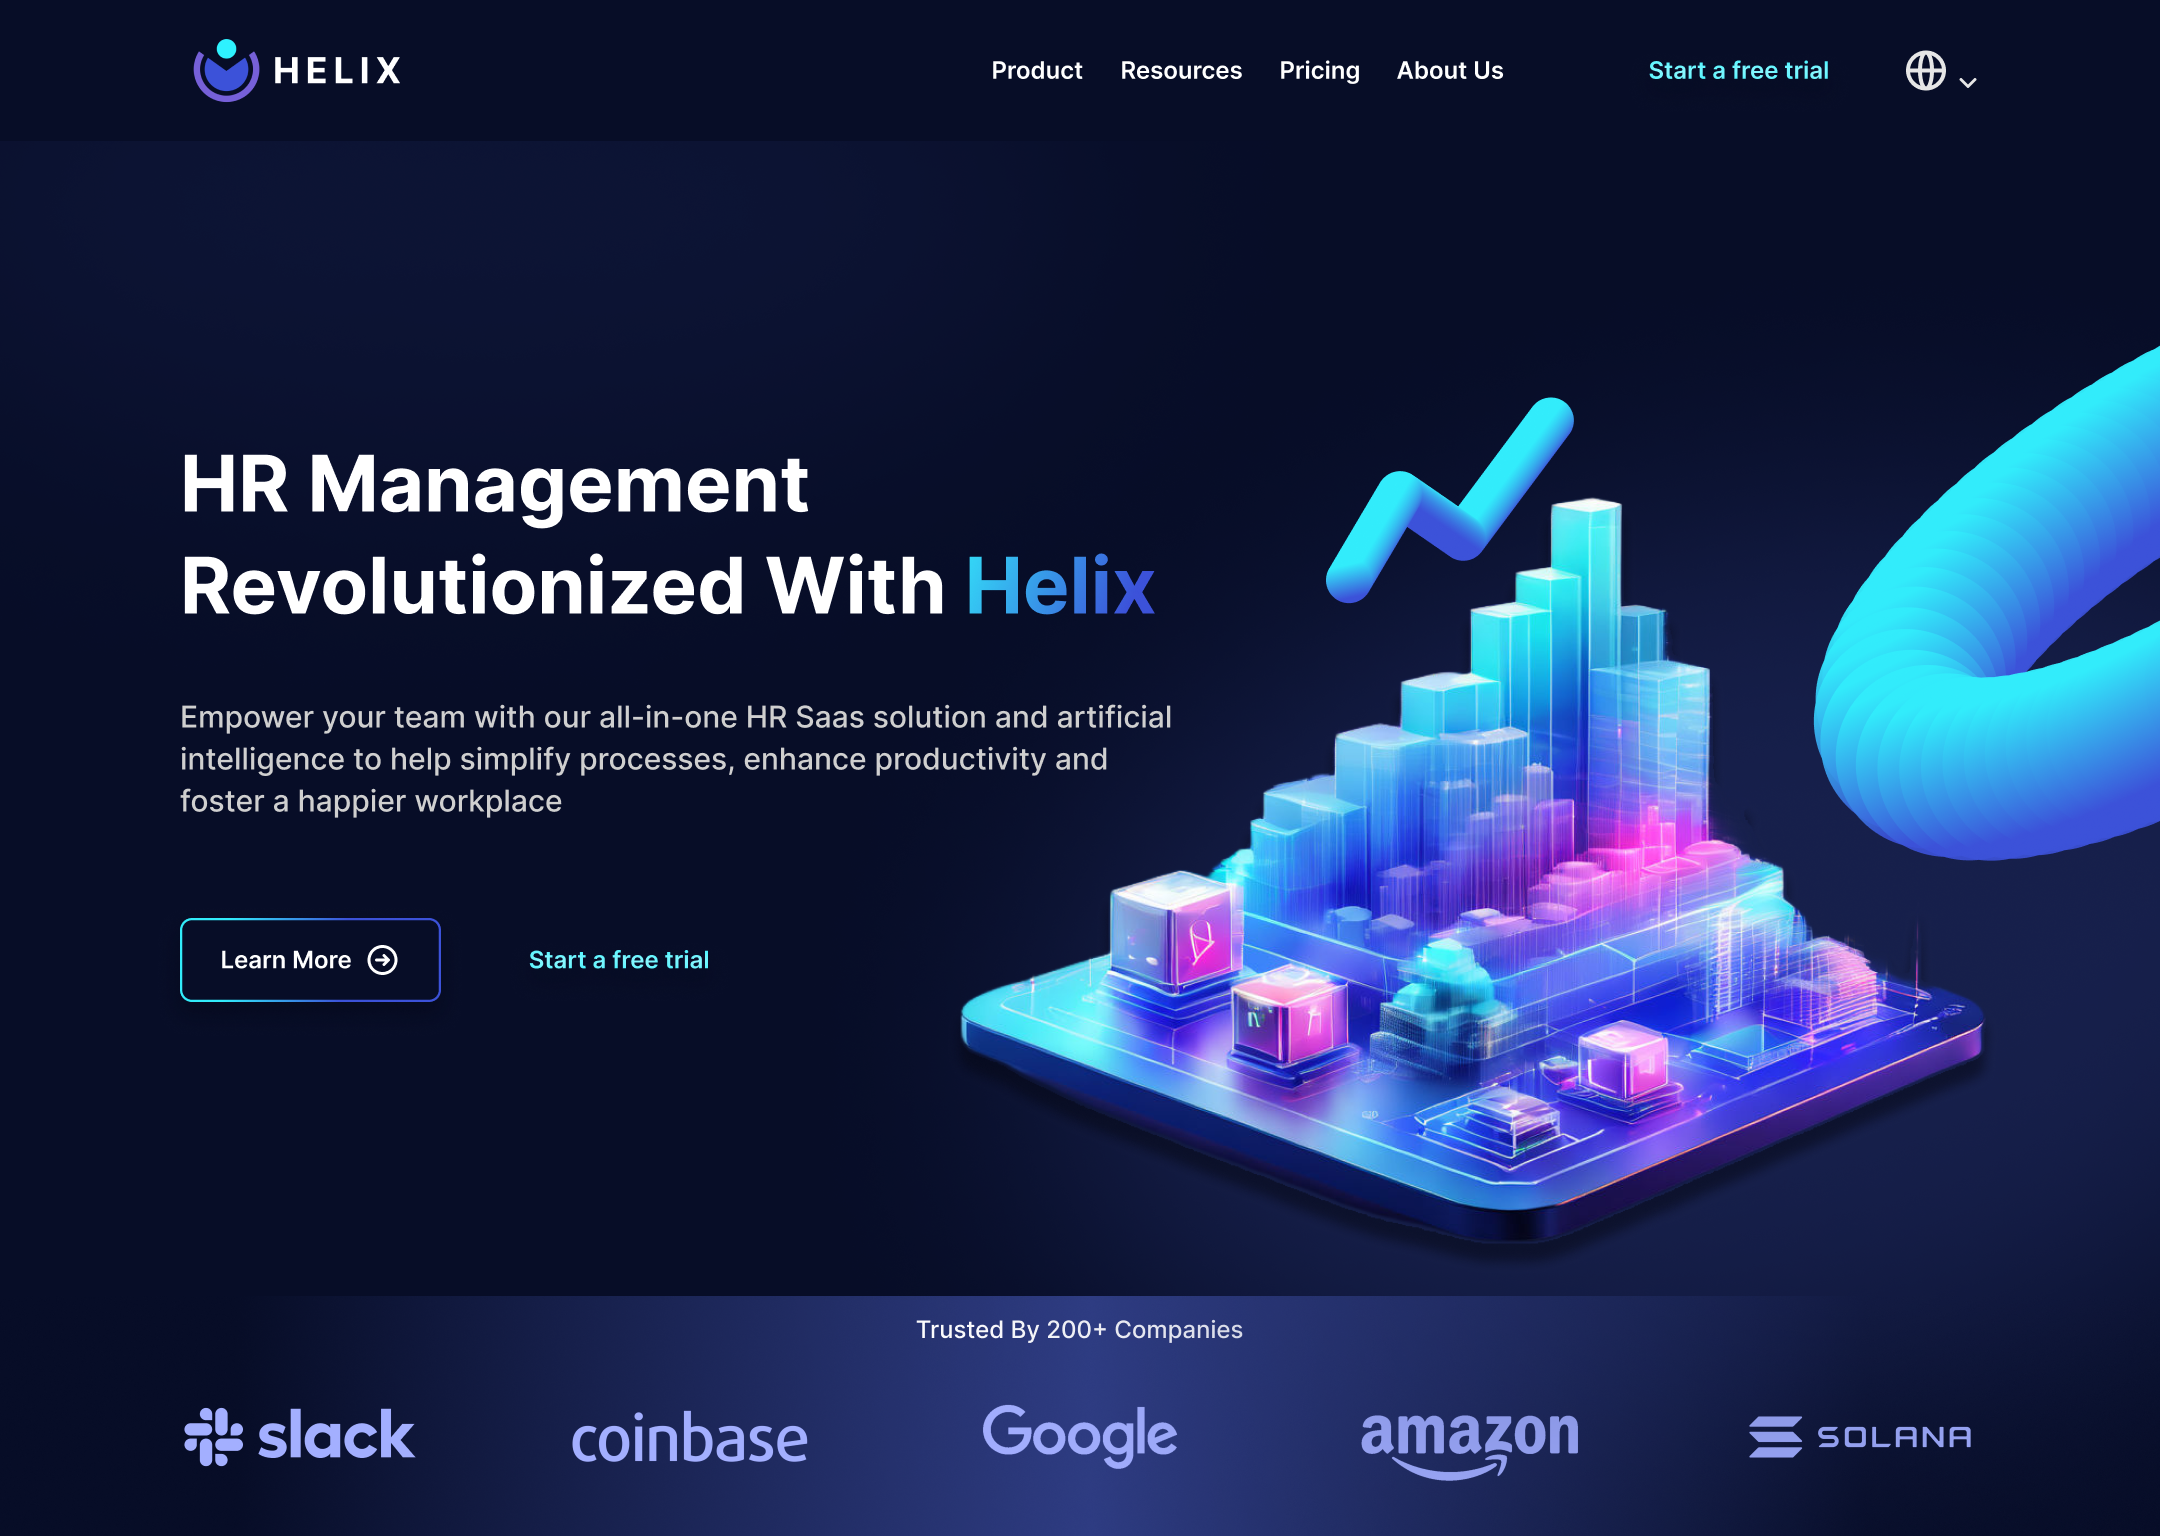 HELIX
Product
Resources
Pricing
About Us
Start a free trial
HR Management
Revolutionized With Helix
Empower your team with our all-in-one HR Saas solution and artificial
intelligence to help simplify processes, enhance productivity and
foster a happier workplace
Learn More
Start a free trial
Trusted By 200+ Companies
slack
coinbase
Google
amazon
SOLANA